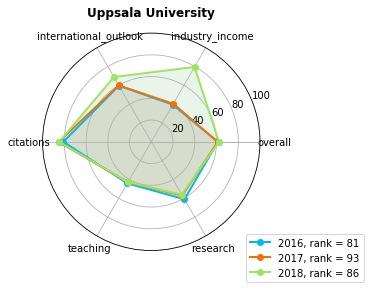 Uppsala University
international_outlook
industry_income
citations
20
40
60
80
100
overall
teaching
research
2016, rank = 81
2017, rank = 93
2018, rank = 86